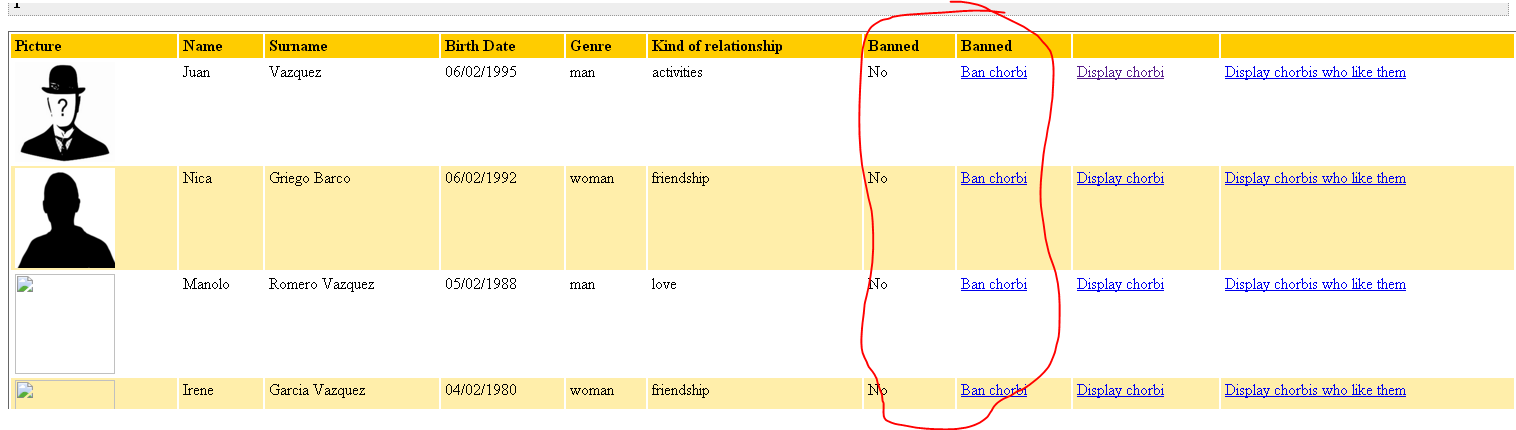 Picture Name Surname Birth Date Genre Kind of relationship Banned Banned
? Juan Vazquez 06/02/1995 man activities No Ban chorbi Display chorbi Display chorbis who like them
Nica Griego Barco 06/02/1992 woman friendship No Ban chorbi Display chorbi Display chorbis who like them
Manolo Romero Vazquez 05/02/1988 man love No Ban chorbi Display chorbi Display chorbis who like them
Irene Garcia Vazquez 04/02/1980 woman friendship No Ban chorbi Display chorbi Display chorbis who like them